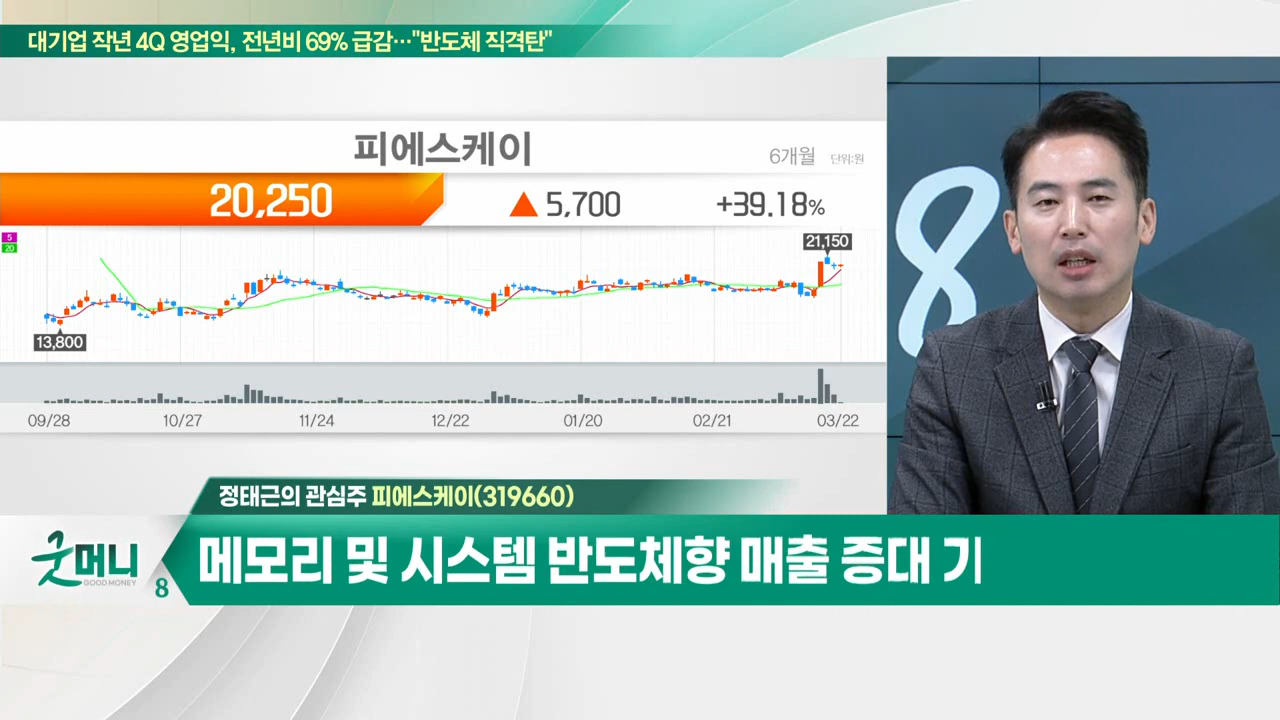 대기업 작년 4Q 영업익, 전년비 69% 급감…"반도체 직격탄"
피에스케이
6개월 단위:원
20,250 ▲ 5,700 +39.18%
5
20
21,150
13,800
09/28 10/27 11/24 12/22 01/20 02/21 03/22
8
정태근의 관심주 피에스케이(319660)
굿머니 GOOD MONEY 8
메모리 및 시스템 반도체향 매출 증대 기